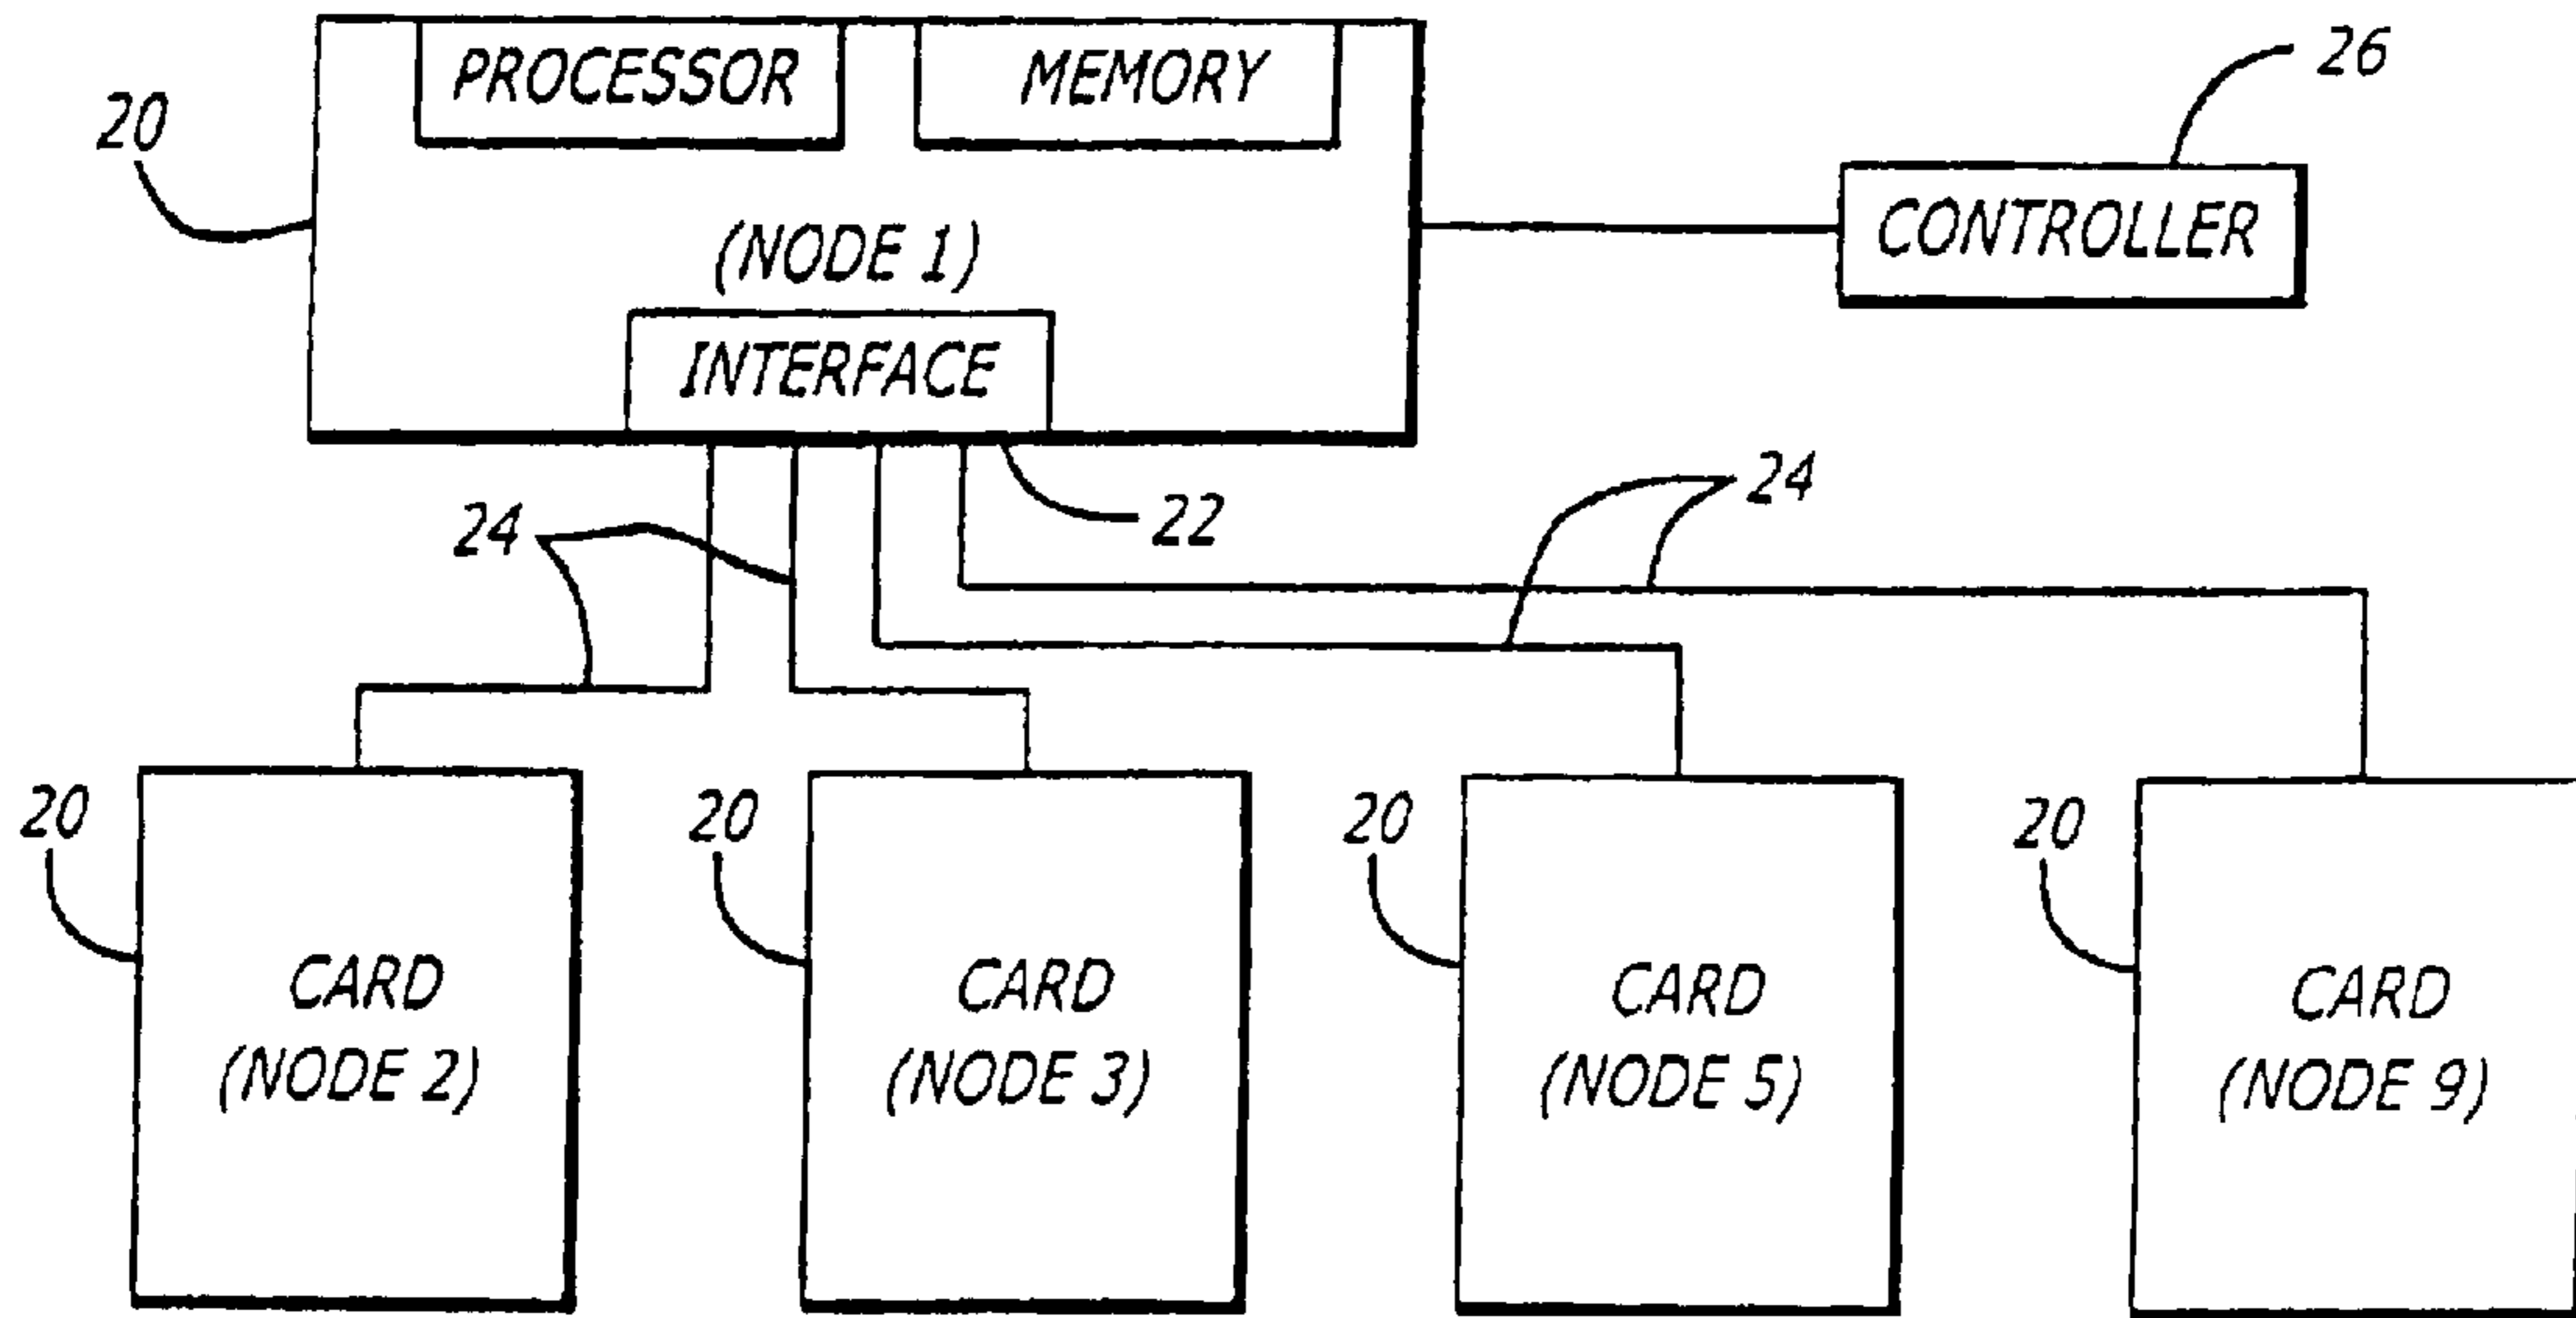 PROCESSOR
MEMORY
26
20
CONTROLLER
(NODE 1)
INTERFACE
24
22
24
20
20
20
20
CARD
(NODE 2)
CARD
(NODE 3)
CARD
(NODE 5)
CARD
(NODE 9)